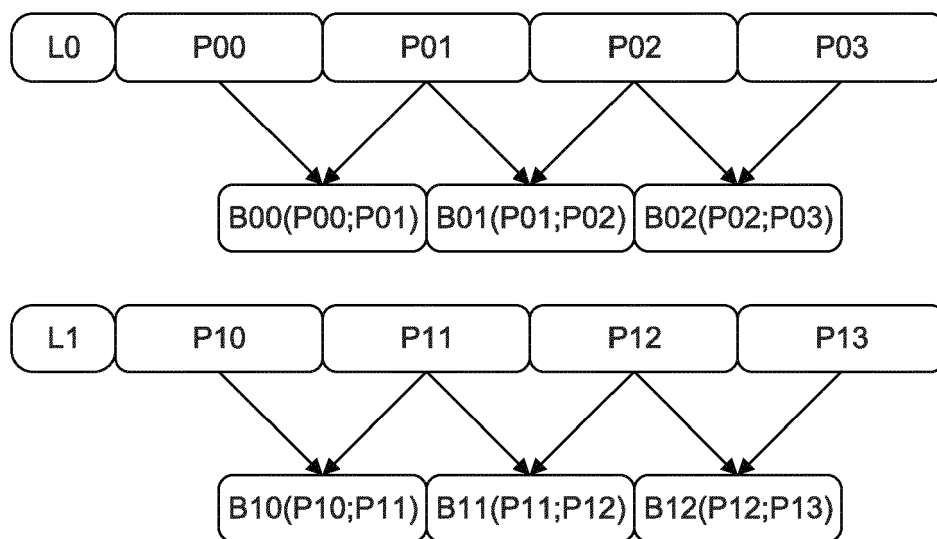 L0 P00 P01 P02 P03
B00(P00;P01) B01(P01;P02) B02(P02;P03)
L1 P10 P11 P12 P13
B10(P10;P11) B11(P11;P12) B12(P12;P13)